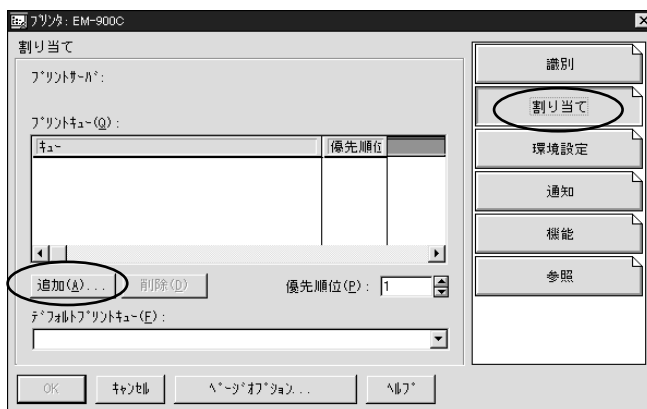 ﾌﾟﾘﾝﾀ: EM-900C
割り当て
ﾌﾟﾘﾝﾄｻｰﾊﾞ:
ﾌﾟﾘﾝﾄｷｭｰ(Q):
ｷｭｰ 優先順位
追加(A)... 削除(D) 優先順位(P): 1
ﾃﾞﾌｫﾙﾄﾌﾟﾘﾝﾄｷｭｰ(F):
OK ｷｬﾝｾﾙ ﾍﾟｰｼﾞｵﾌﾟｼｮﾝ... ﾍﾙﾌﾟ
識別
割り当て
環境設定
通知
機能
参照